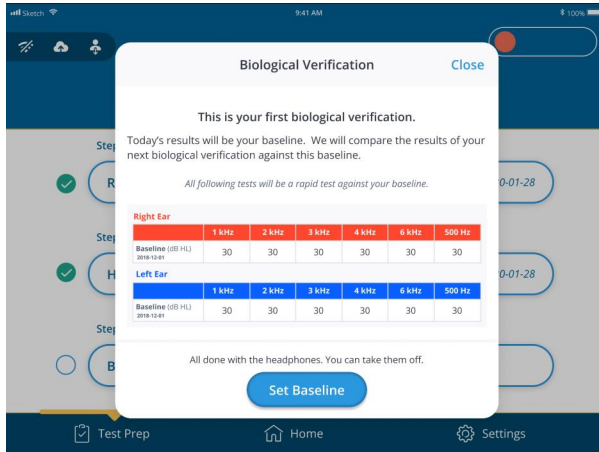 Sketch 9:41 AM 100%
Biological Verification Close
This is your first biological verification.
Today's results will be your baseline. We will compare the results of your
next biological verification against this baseline.
All following tests will be a rapid test against your baseline.
Step
R 0-01-28
Right Ear
1 kHz 2 kHz 3 kHz 4 kHz 6 kHz 500 Hz
Baseline (dB HL) 30 30 30 30 30 30
2018-12-01
Step
H 0-01-28
Left Ear
1 kHz 2 kHz 3 kHz 4 kHz 6 kHz 500 Hz
Baseline (dB HL) 30 30 30 30 30 30
2018-12-01
Step
B
All done with the headphones. You can take them off.
Set Baseline
Test Prep Home Settings